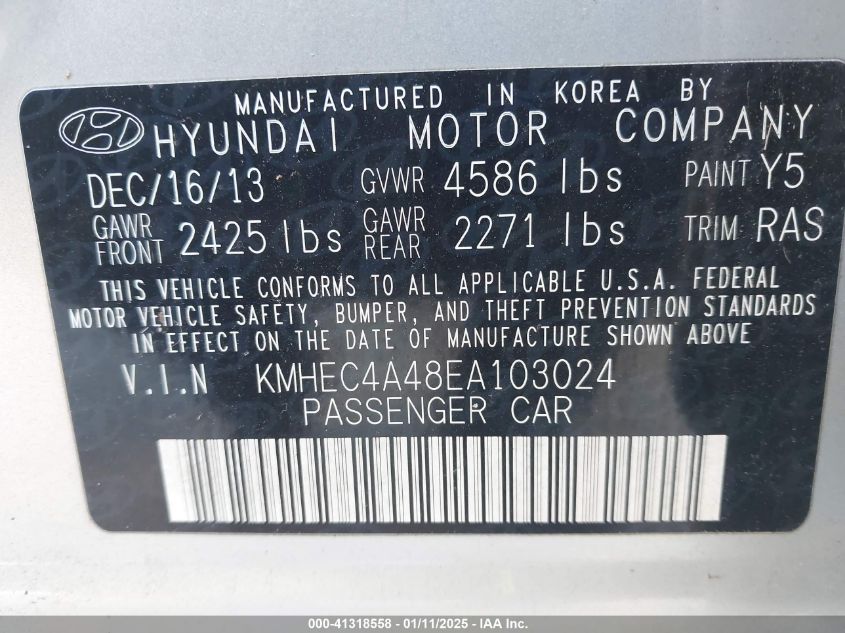 MANUFACTURED IN KOREA BY
HYUNDAI MOTOR COMPANY
DEC/16/13 GVWR 4586 lbs PAINT Y5
GAWR FRONT 2425 lbs GAWR REAR 2271 lbs TRIM RAS
THIS VEHICLE CONFORMS TO ALL APPLICABLE U.S.A. FEDERAL
MOTOR VEHICLE SAFETY, BUMPER, AND THEFT PREVENTION STANDARDS
IN EFFECT ON THE DATE OF MANUFACTURE SHOWN ABOVE
V.I.N KMHEC4A48EA103024
PASSENGER CAR
000-41318558 - 01/11/2025 - IAAI.COM